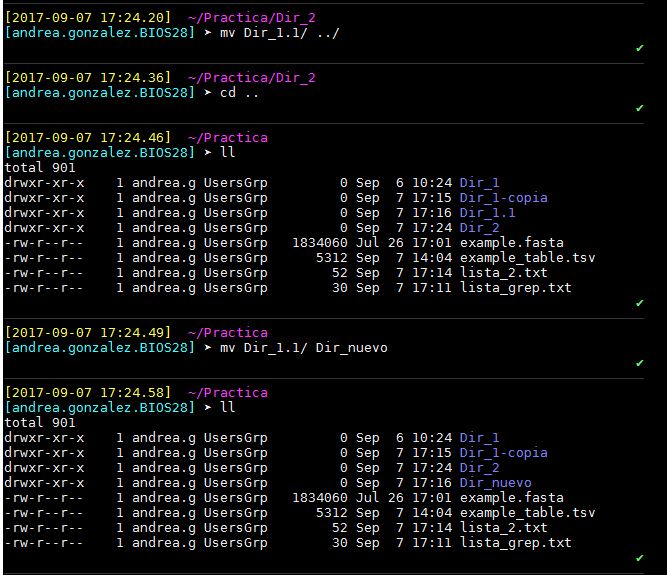 [2017-09-07 17:24.20]  ~/Practica/Dir_2
[andrea.gonzalez.BIOS28] ➤ mv Dir_1.1/ ../
✔
[2017-09-07 17:24.36]  ~/Practica/Dir_2
[andrea.gonzalez.BIOS28] ➤ cd ..
✔
[2017-09-07 17:24.46]  ~/Practica
[andrea.gonzalez.BIOS28] ➤ ll
total 901
drwxr-xr-x    1 andrea.g UsersGrp         0 Sep  6 10:24 Dir_1
drwxr-xr-x    1 andrea.g UsersGrp         0 Sep  7 17:15 Dir_1-copia
drwxr-xr-x    1 andrea.g UsersGrp         0 Sep  7 17:16 Dir_1.1
drwxr-xr-x    1 andrea.g UsersGrp         0 Sep  7 17:24 Dir_2
-rw-r--r--    1 andrea.g UsersGrp   1834060 Jul 26 17:01 example.fasta
-rw-r--r--    1 andrea.g UsersGrp      5312 Sep  7 14:04 example_table.tsv
-rw-r--r--    1 andrea.g UsersGrp        52 Sep  7 17:14 lista_2.txt
-rw-r--r--    1 andrea.g UsersGrp        30 Sep  7 17:11 lista_grep.txt
✔
[2017-09-07 17:24.49]  ~/Practica
[andrea.gonzalez.BIOS28] ➤ mv Dir_1.1/ Dir_nuevo
✔
[2017-09-07 17:24.58]  ~/Practica
[andrea.gonzalez.BIOS28] ➤ ll
total 901
drwxr-xr-x    1 andrea.g UsersGrp         0 Sep  6 10:24 Dir_1
drwxr-xr-x    1 andrea.g UsersGrp         0 Sep  7 17:15 Dir_1-copia
drwxr-xr-x    1 andrea.g UsersGrp         0 Sep  7 17:24 Dir_2
drwxr-xr-x    1 andrea.g UsersGrp         0 Sep  7 17:16 Dir_nuevo
-rw-r--r--    1 andrea.g UsersGrp   1834060 Jul 26 17:01 example.fasta
-rw-r--r--    1 andrea.g UsersGrp      5312 Sep  7 14:04 example_table.tsv
-rw-r--r--    1 andrea.g UsersGrp        52 Sep  7 17:14 lista_2.txt
-rw-r--r--    1 andrea.g UsersGrp        30 Sep  7 17:11 lista_grep.txt
✔